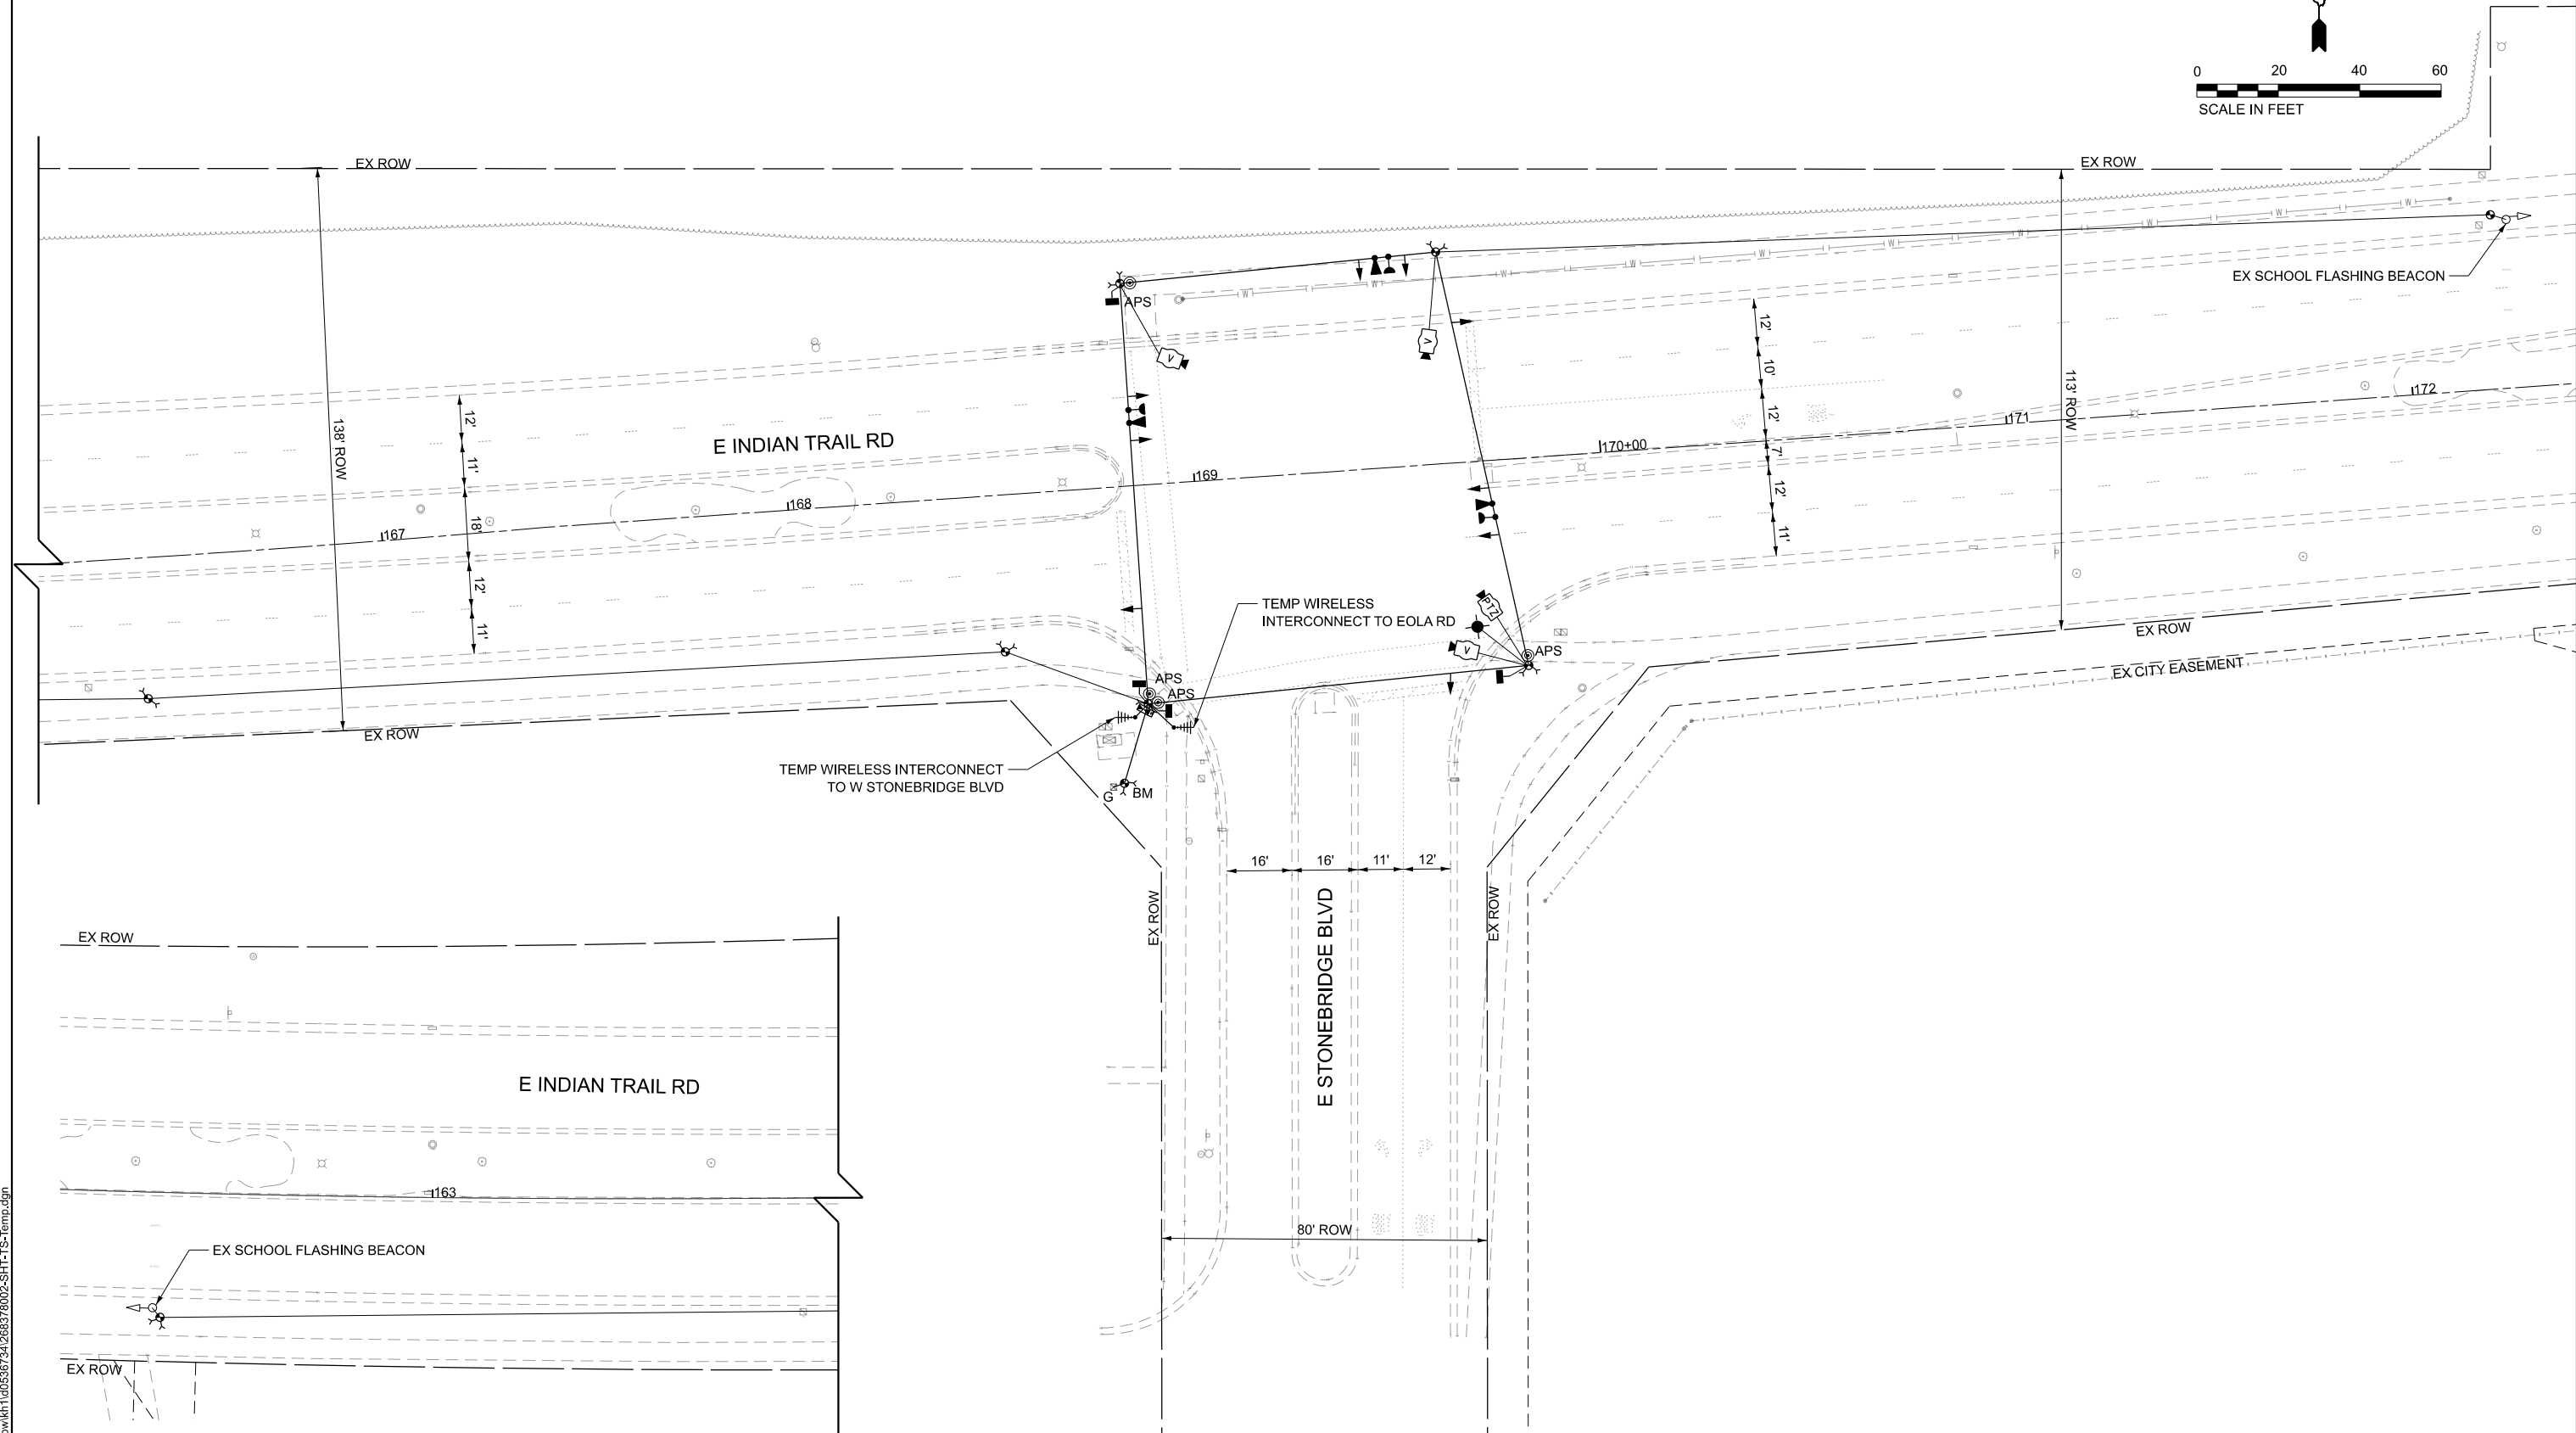 0 20 40 60
SCALE IN FEET
EX ROW
EX ROW
EX SCHOOL FLASHING BEACON
138' ROW
113' ROW
E INDIAN TRAIL RD
APS
V
V
W W W W W W W W W W
12'
11'
18'
12'
11'
12'
10'
12'
7'
12'
11'
167
168
169
170+00
171
172
TEMP WIRELESS
INTERCONNECT TO EOLA RD
PTZ
V
APS
APS
APS
EX ROW
EX CITY EASEMENT
EX ROW
TEMP WIRELESS INTERCONNECT
TO W STONEBRIDGE BLVD
G
BM
16' 16' 11' 12'
EX ROW
EX ROW
E STONEBRIDGE BLVD
80' ROW
EX ROW
E INDIAN TRAIL RD
163
EX SCHOOL FLASHING BEACON
EX ROW